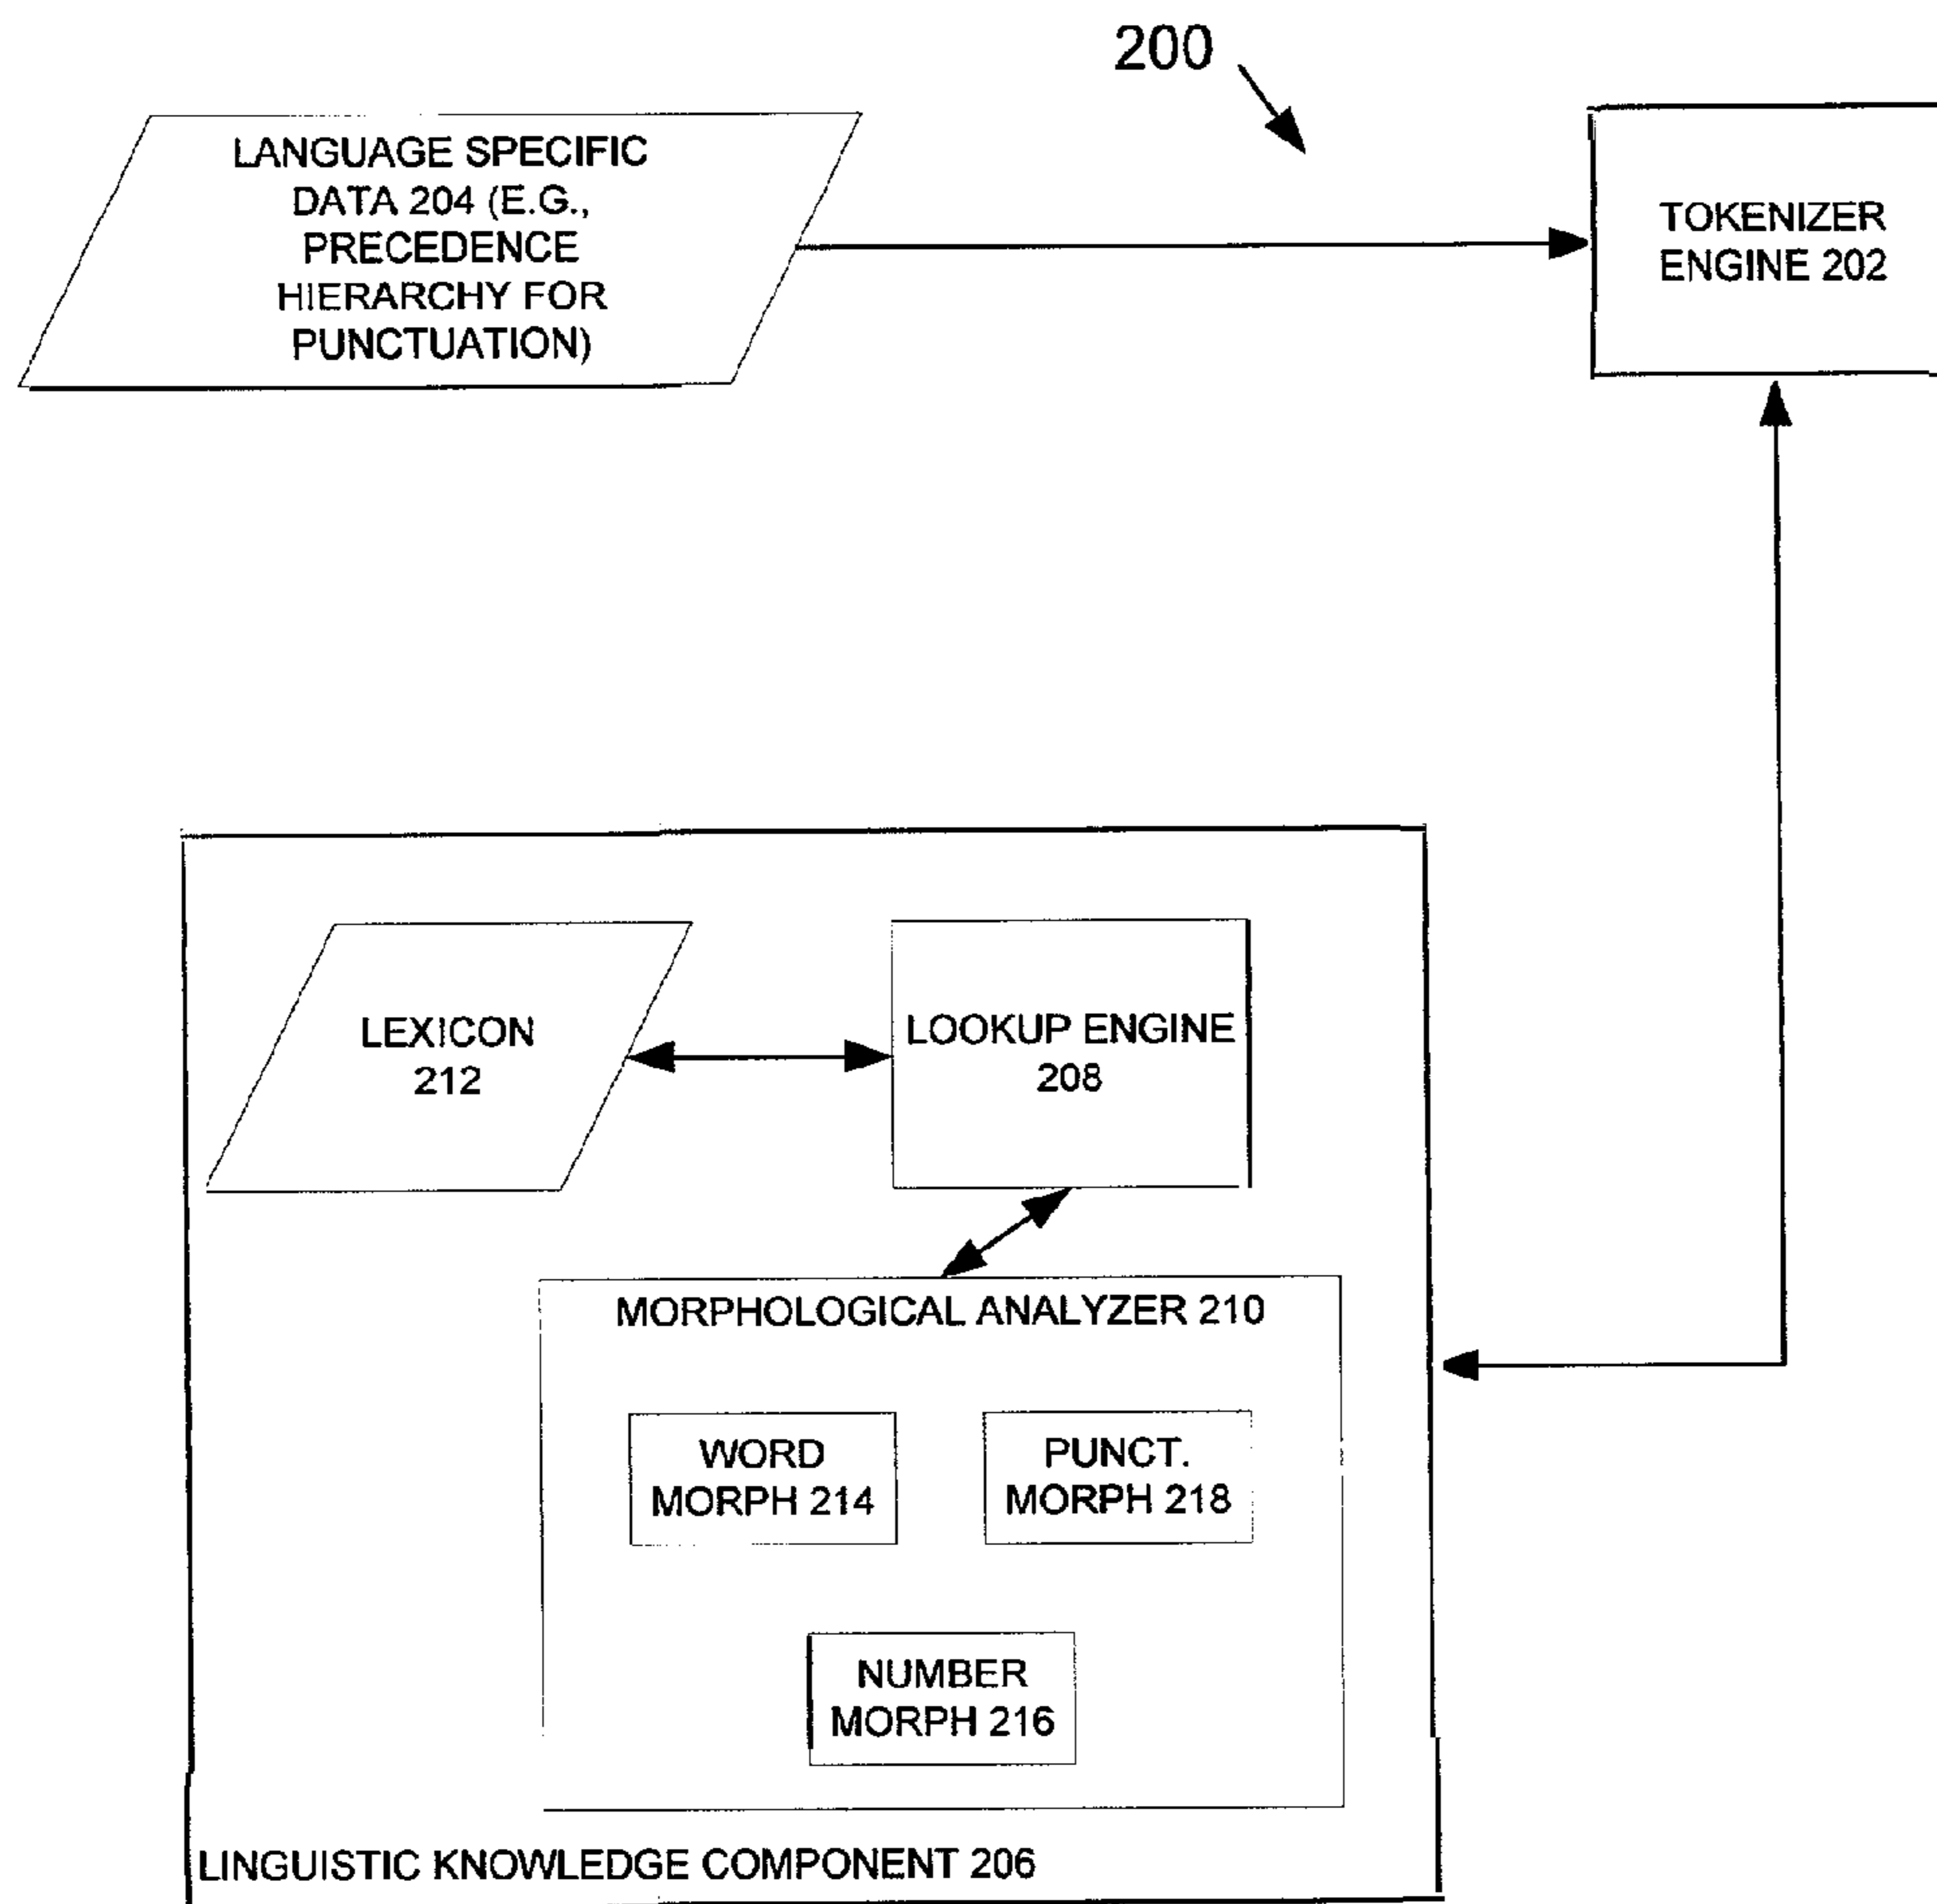 200
LANGUAGE SPECIFIC
DATA 204 (E.G.,
PRECEDENCE
HIERARCHY FOR
PUNCTUATION)
TOKENIZER
ENGINE 202
LEXICON
212
LOOKUP ENGINE
208
MORPHOLOGICAL ANALYZER 210
WORD
MORPH 214
PUNCT.
MORPH 218
NUMBER
MORPH 216
LINGUISTIC KNOWLEDGE COMPONENT 206